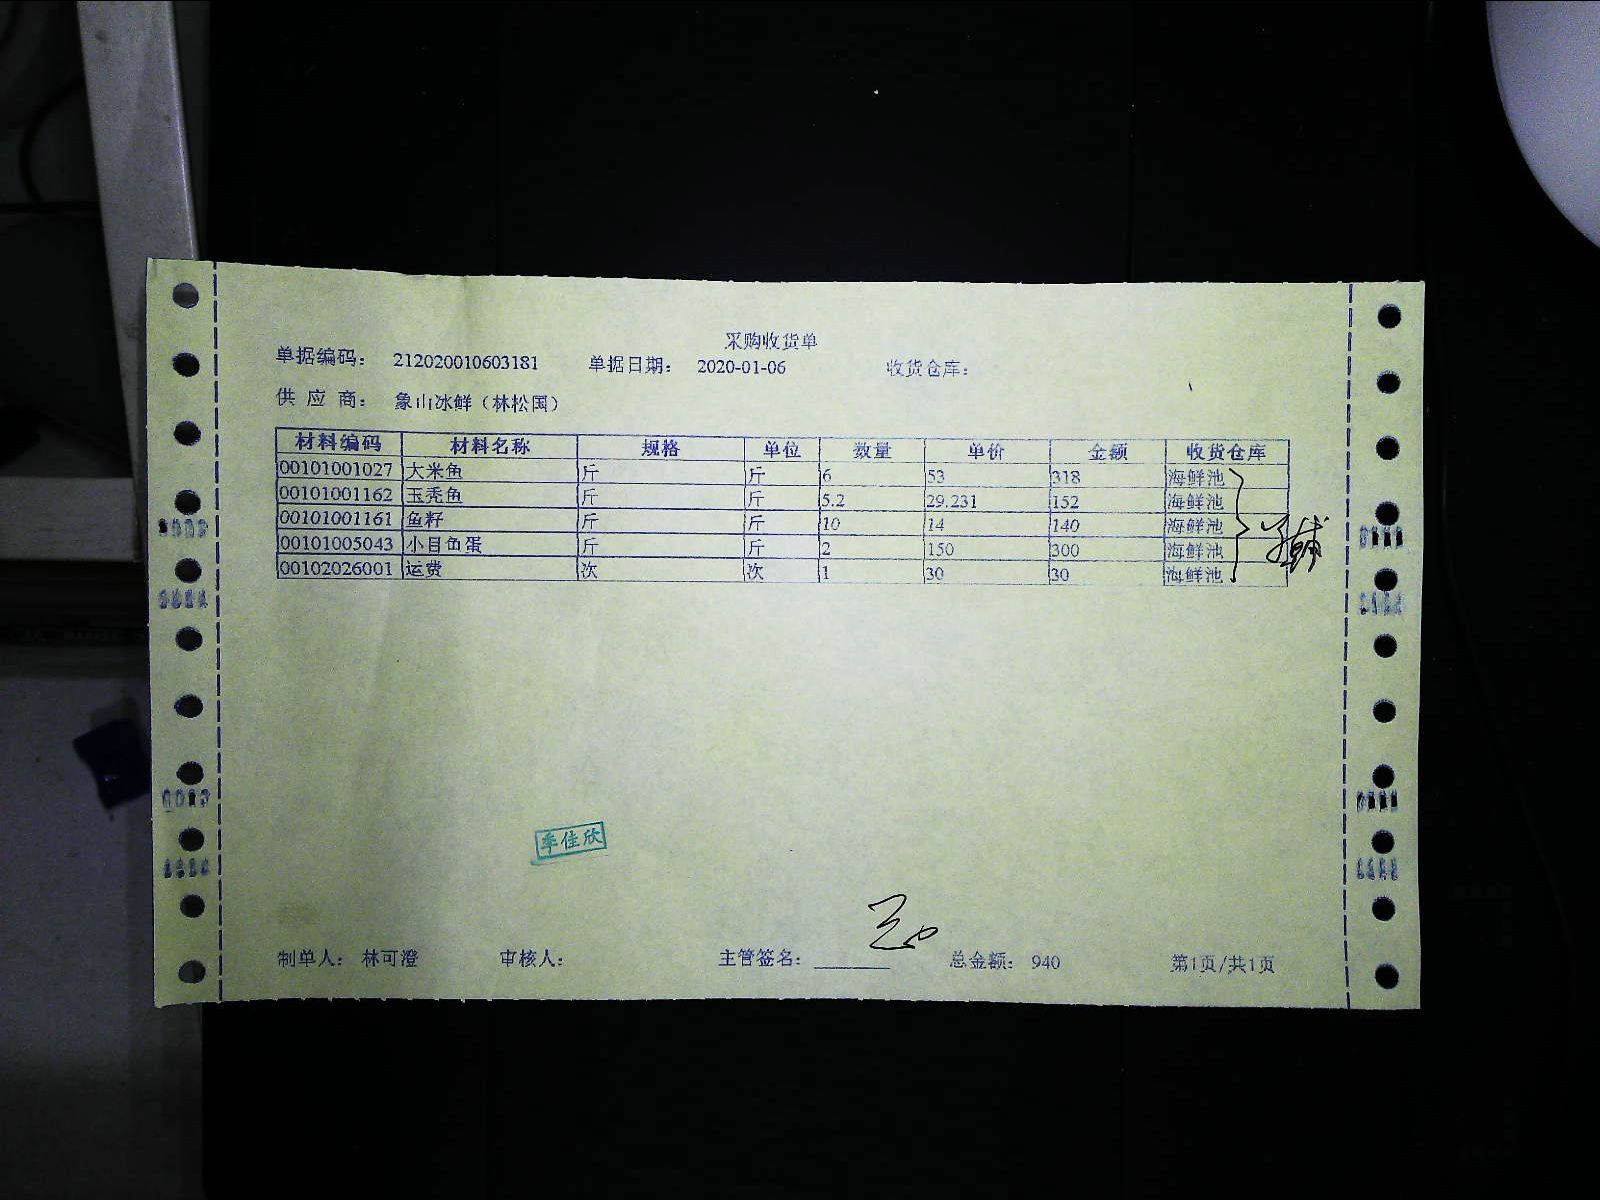 采购收货单
单据编码： 212020010603181 单据日期： 2020-01-06 收货仓库：
供 应 商： 象山冰鲜（林松国）
材料编码 材料名称 规格 单位 数量 单价 金额 收货仓库
00101001027 大米鱼 斤 斤 6 53 318 海鲜池
00101001162 玉秃鱼 斤 斤 5.2 29.231 152 海鲜池
00101001161 鱼籽 斤 斤 10 14 140 海鲜池
00101005043 小目鱼蛋 斤 斤 2 150 300 海鲜池
00102026001 运费 次 次 1 30 30 海鲜池
季佳欣
制单人： 林可澄 审核人： 主管签名： 总金额： 940 第1页/共1页